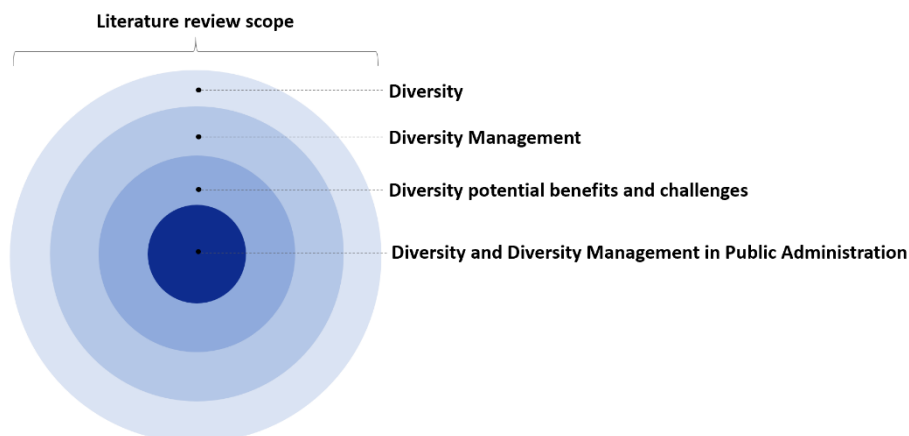 Literature review scope
Diversity
Diversity Management
Diversity potential benefits and challenges
Diversity and Diversity Management in Public Administration